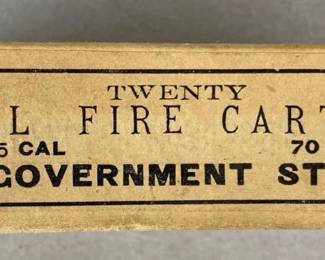 TWENTY
L FIRE CART
5 CAL 70
GOVERNMENT ST